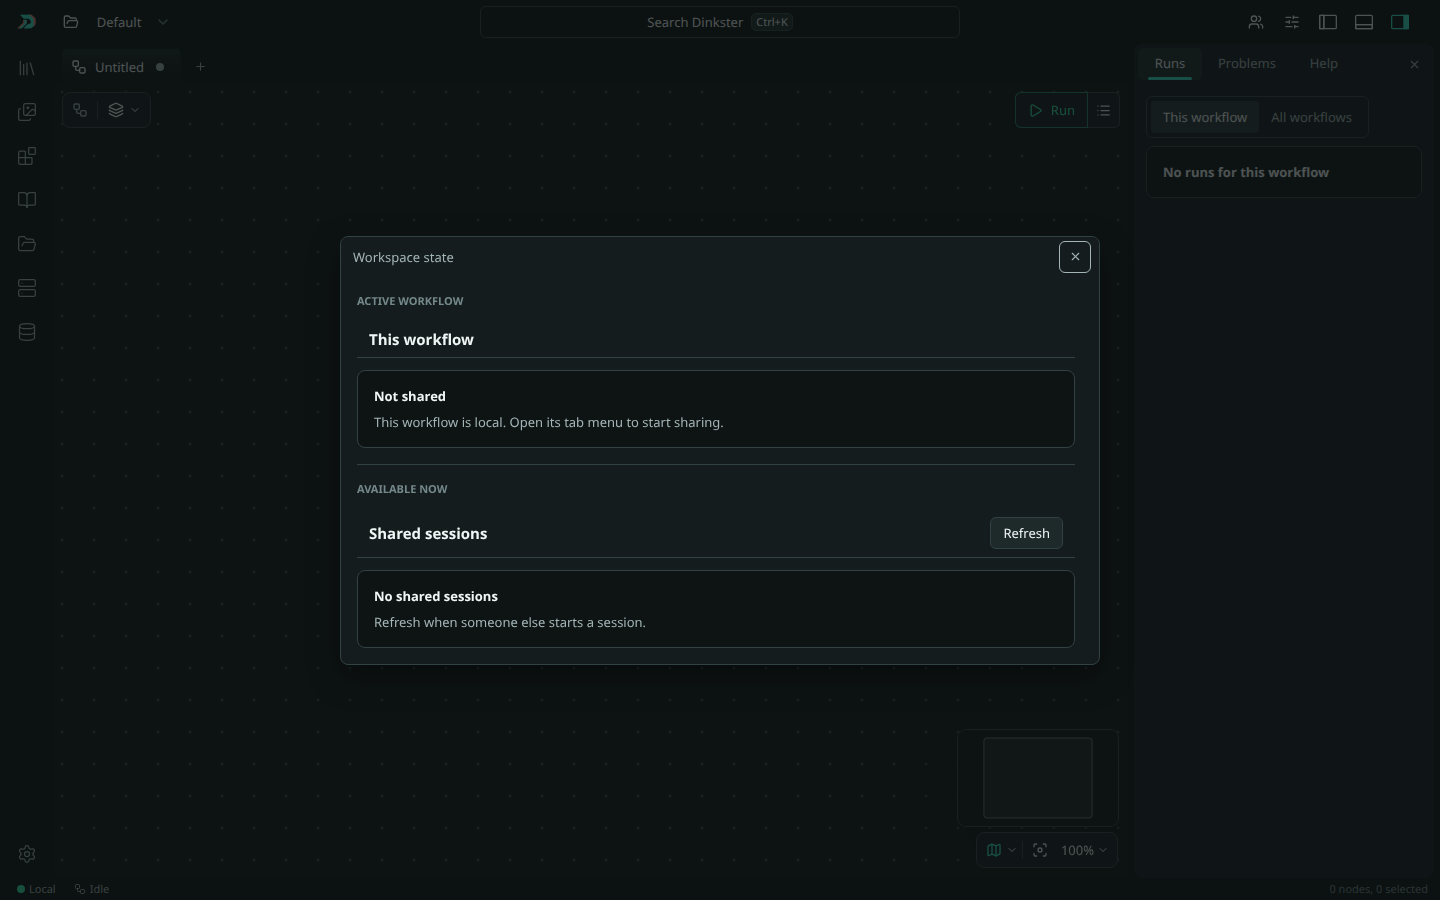 Default
Search Dinkster Ctrl+K
Untitled
Run
Runs Problems Help
This workflow All workflows
No runs for this workflow
Workspace state
ACTIVE WORKFLOW
This workflow
Not shared
This workflow is local. Open its tab menu to start sharing.
AVAILABLE NOW
Shared sessions
Refresh
No shared sessions
Refresh when someone else starts a session.
100%
Local Idle
0 nodes, 0 selected